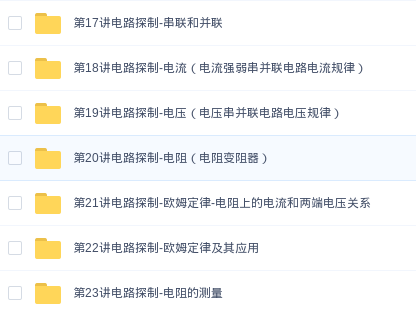 第17讲电路探制-串联和并联
第18讲电路探制-电流（电流强弱串并联电路电流规律）
第19讲电路探制-电压（电压串并联电路电压规律）
第20讲电路探制-电阻（电阻变阻器）
第21讲电路探制-欧姆定律-电阻上的电流和两端电压关系
第22讲电路探制-欧姆定律及其应用
第23讲电路探制-电阻的测量